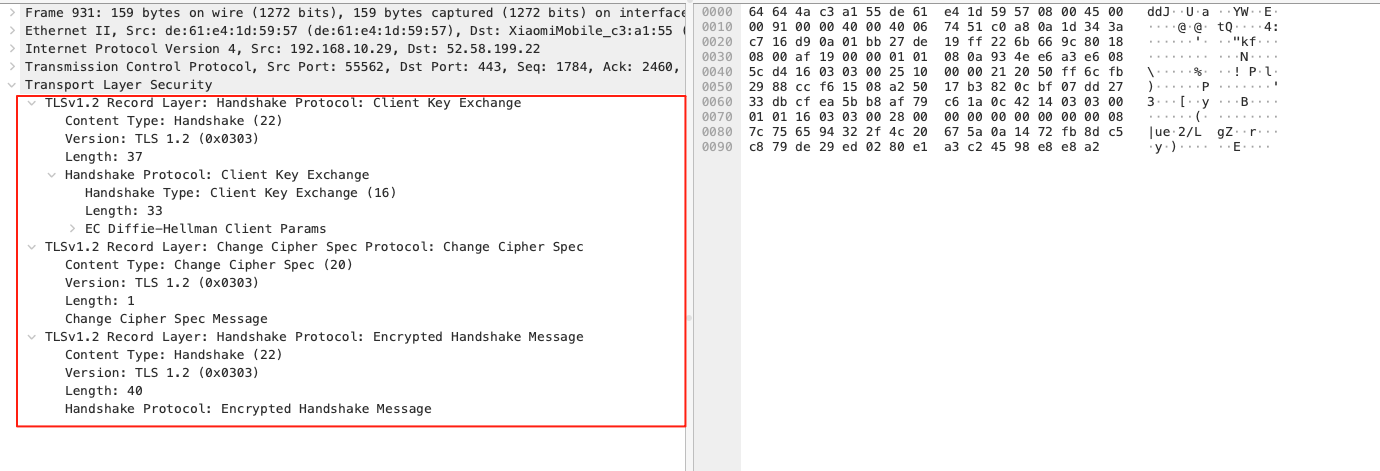 Frame 931: 159 bytes on wire (1272 bits), 159 bytes captured (1272 bits) on interface
Ethernet II, Src: de:61:e4:1d:59:57 (de:61:e4:1d:59:57), Dst: XiaomiMobile_c3:a1:55 (
Internet Protocol Version 4, Src: 192.168.10.29, Dst: 52.58.199.22
Transmission Control Protocol, Src Port: 55562, Dst Port: 443, Seq: 1784, Ack: 2460,
Transport Layer Security
TLSv1.2 Record Layer: Handshake Protocol: Client Key Exchange
Content Type: Handshake (22)
Version: TLS 1.2 (0x0303)
Length: 37
Handshake Protocol: Client Key Exchange
Handshake Type: Client Key Exchange (16)
Length: 33
EC Diffie-Hellman Client Params
TLSv1.2 Record Layer: Change Cipher Spec Protocol: Change Cipher Spec
Content Type: Change Cipher Spec (20)
Version: TLS 1.2 (0x0303)
Length: 1
Change Cipher Spec Message
TLSv1.2 Record Layer: Handshake Protocol: Encrypted Handshake Message
Content Type: Handshake (22)
Version: TLS 1.2 (0x0303)
Length: 40
Handshake Protocol: Encrypted Handshake Message
0000 64 64 4a c3 a1 55 de 61 e4 1d 59 57 08 00 45 00 ddJ··U·a ··YW··E·
0010 00 91 00 00 40 00 40 06 74 51 c0 a8 0a 1d 34 3a ····@·@· tQ····4:
0020 c7 16 d9 0a 01 bb 27 de 19 ff 22 6b 66 9c 80 18 ······'· ··"kf···
0030 08 00 af 19 00 00 01 01 08 0a 93 4e e6 a3 e6 08 ········ ···N····
0040 5c d4 16 03 03 00 25 10 00 00 21 20 50 ff 6c fb \·····%· ··! P·l·
0050 29 88 cc f6 15 08 a2 50 17 b3 82 0c bf 07 dd 27 )······P ·······'
0060 33 db cf ea 5b b8 af 79 c6 1a 0c 42 14 03 03 00 3···[··y ···B····
0070 01 01 16 03 03 00 28 00 00 00 00 00 00 00 00 08 ······(· ········
0080 7c 75 65 94 32 2f 4c 20 67 5a 0a 14 72 fb 8d c5 |ue·2/L gZ··r···
0090 c8 79 de 29 ed 02 80 e1 a3 c2 45 98 e8 e8 a2 ·y·)···· ··E····